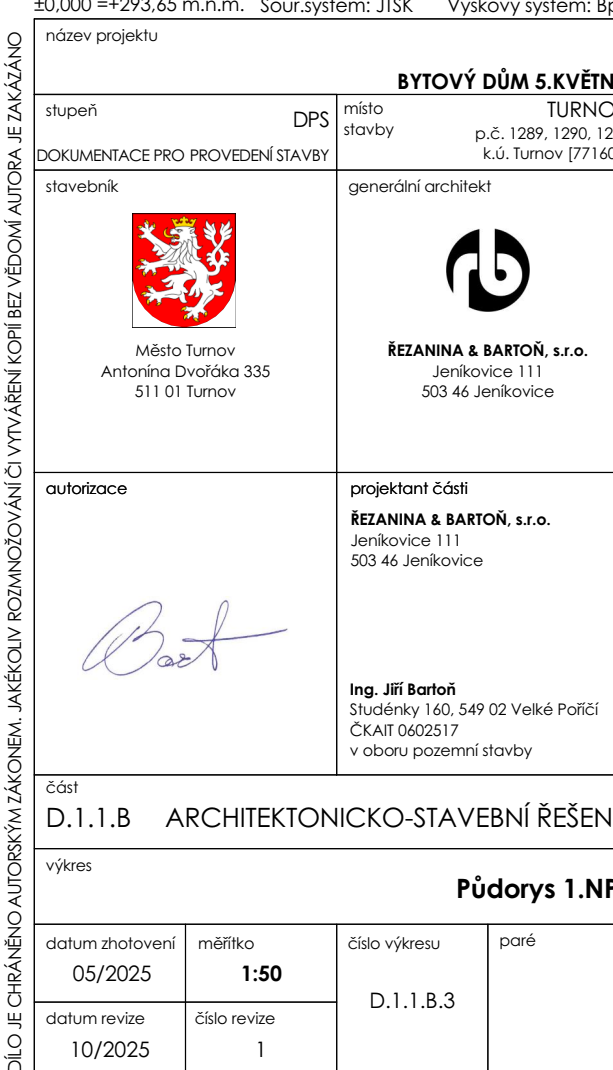 ±0,000 =+293,65 m.n.m. Sour.systém: JTSK Výškový systém: Bp
název projektu
BYTOVÝ DŮM 5.KVĚTN
stupeň
DPS
DOKUMENTACE PRO PROVEDENÍ STAVBY
místo
stavby
TURNO
p.č. 1289, 1290, 12
k.ú. Turnov [77160
stavebník
Město Turnov
Antonína Dvořáka 335
511 01 Turnov
generální architekt
rb
ŘEZANINA & BARTOŇ, s.r.o.
Jeníkovice 111
503 46 Jeníkovice
autorizace
Bart
projektant části
ŘEZANINA & BARTOŇ, s.r.o.
Jeníkovice 111
503 46 Jeníkovice
Ing. Jiří Bartoň
Studénky 160, 549 02 Velké Poříčí
ČKAIT 0602517
v oboru pozemní stavby
část
D.1.1.B ARCHITEKTONICKO-STAVEBNÍ ŘEŠEN
výkres
Půdorys 1.NP
datum zhotovení
05/2025
měřítko
1:50
číslo výkresu
D.1.1.B.3
paré
datum revize
10/2025
číslo revize
1
DÍLO JE CHRÁNĚNO AUTORSKÝM ZÁKONEM. JAKÉKOLIV ROZMNOŽOVÁNÍ ČI VYTVÁŘENÍ KOPIÍ BEZ VĚDOMÍ AUTORA JE ZAKÁZÁNO